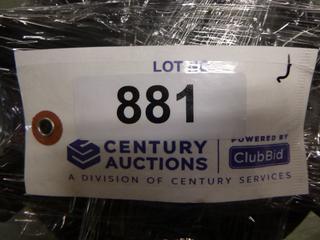 LOT
881
CENTURY
AUCTIONS
POWERED BY
ClubBid
A DIVISION OF CENTURY SERVICES